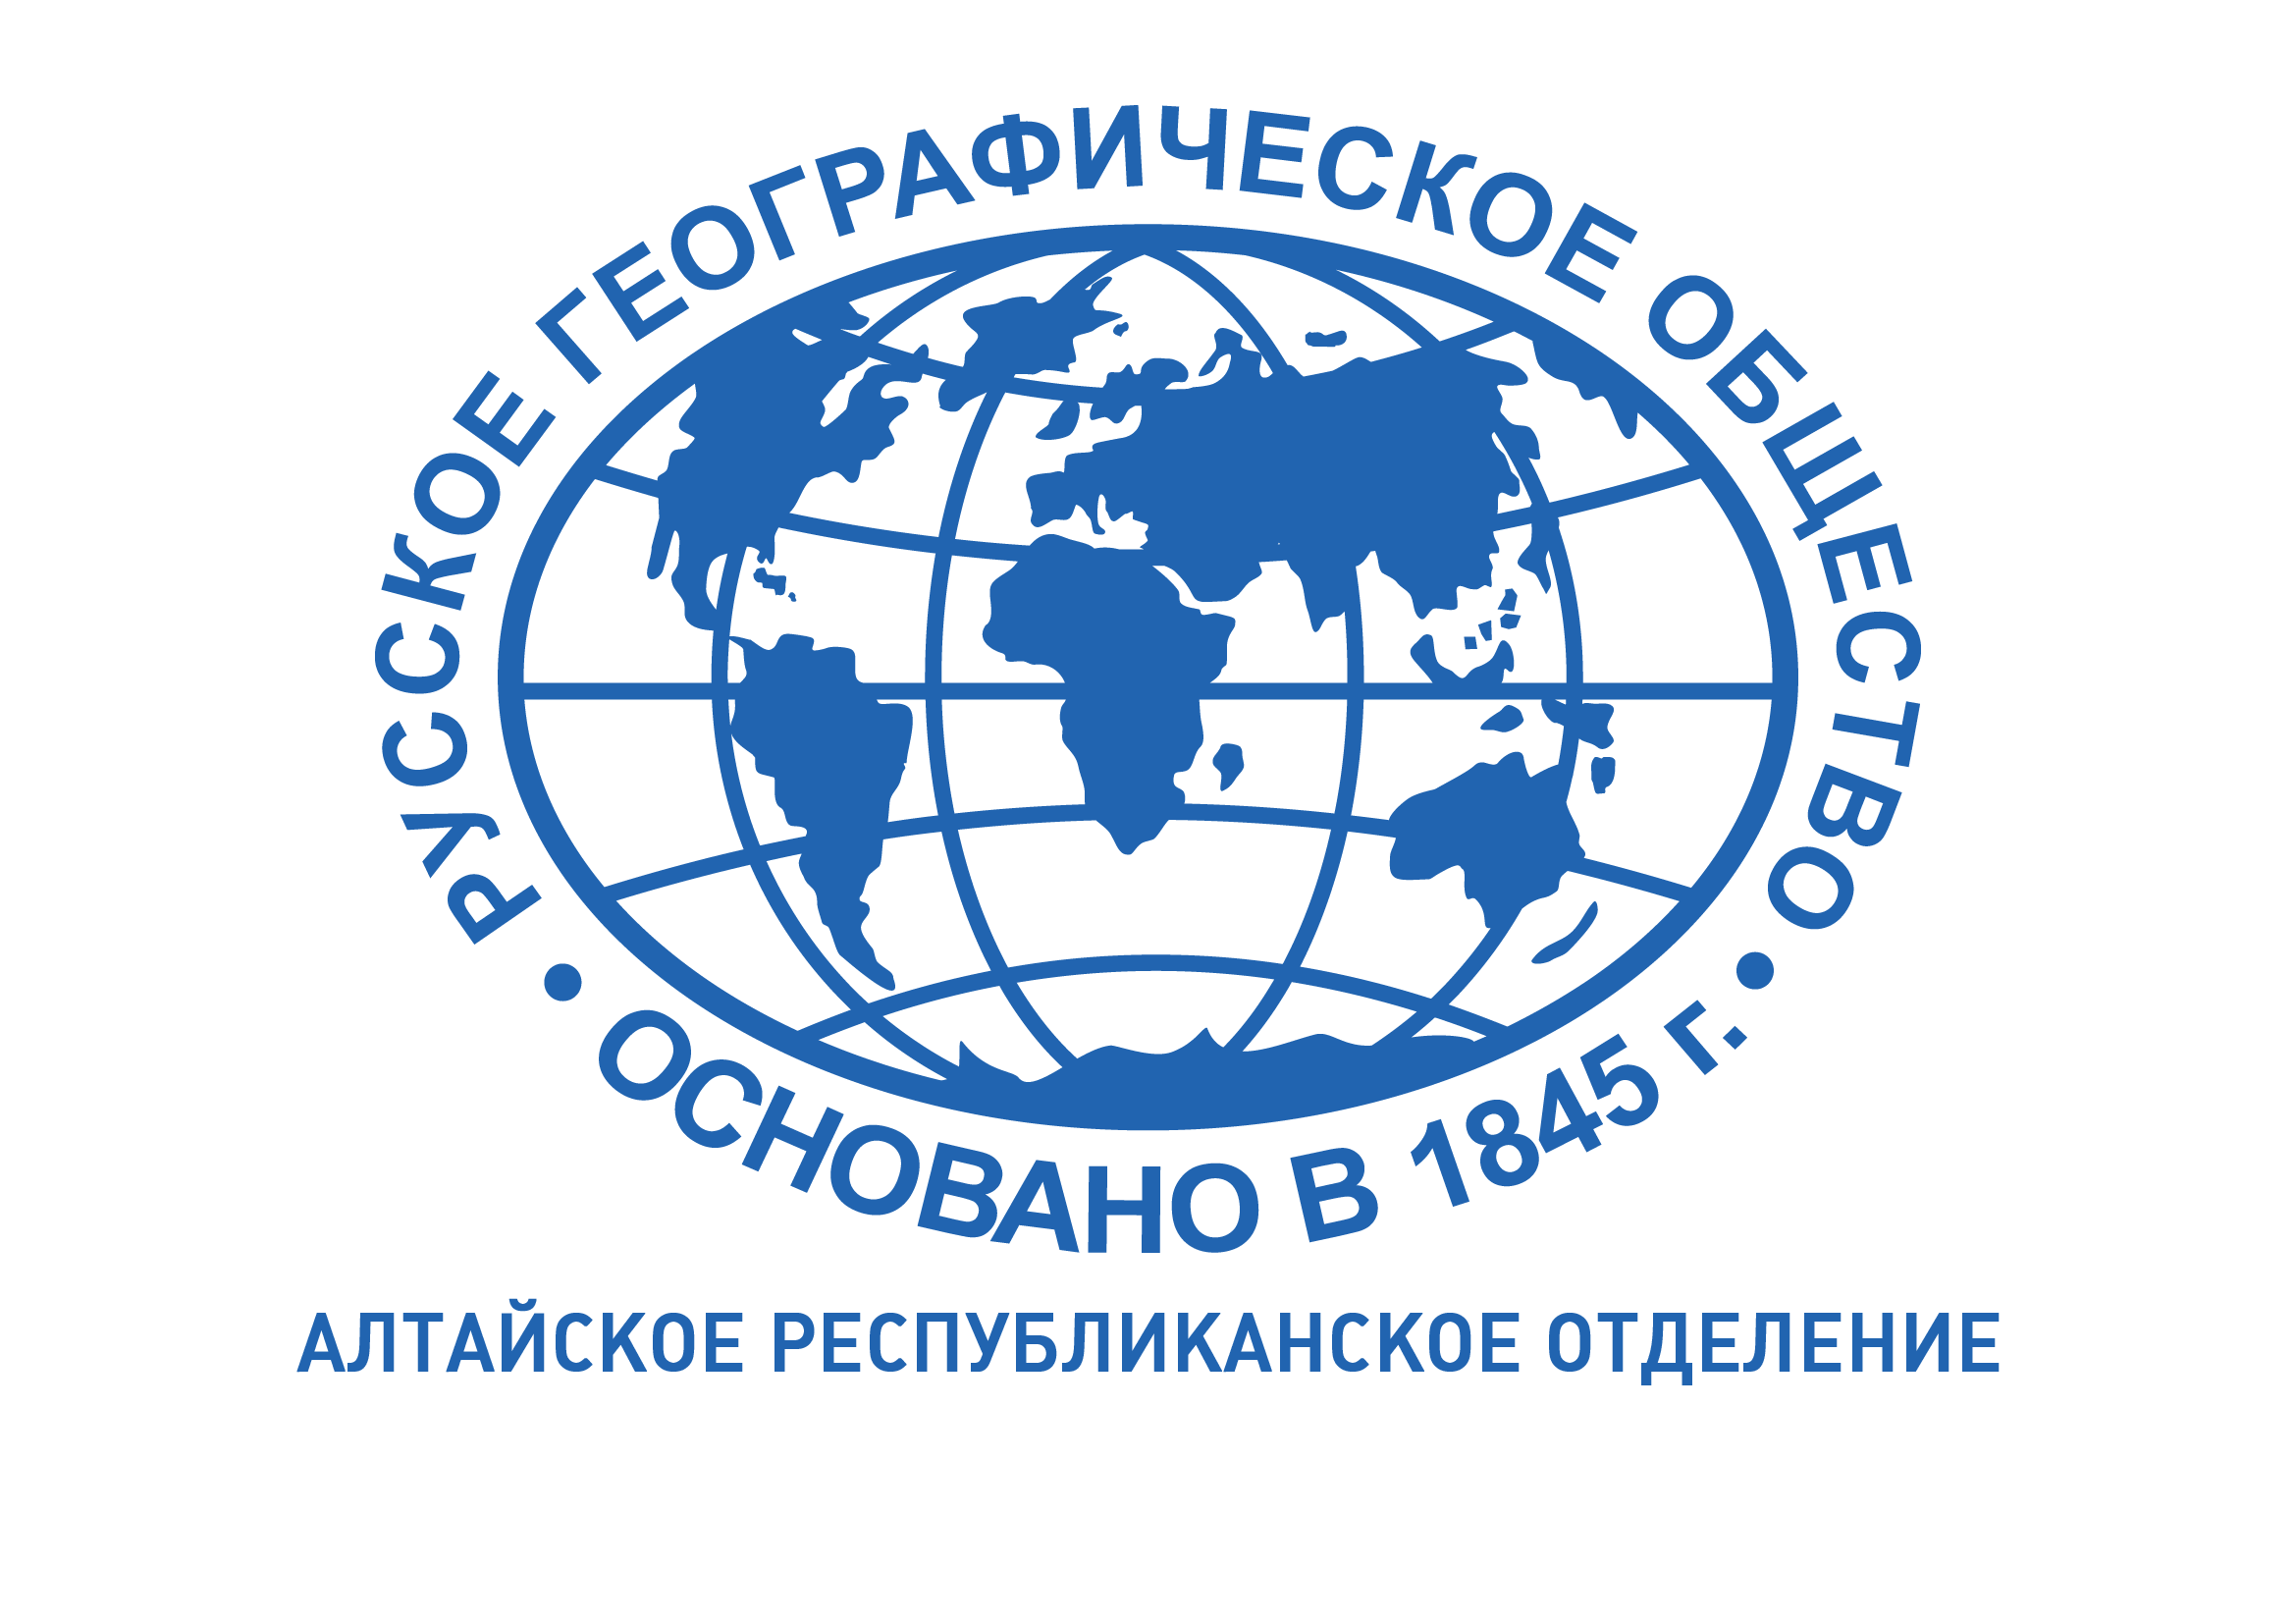 РУССКОЕ ГЕОГРАФИЧЕСКОЕ ОБЩЕСТВО
• ОСНОВАНО В 1845 Г. •
АЛТАЙСКОЕ РЕСПУБЛИКАНСКОЕ ОТДЕЛЕНИЕ